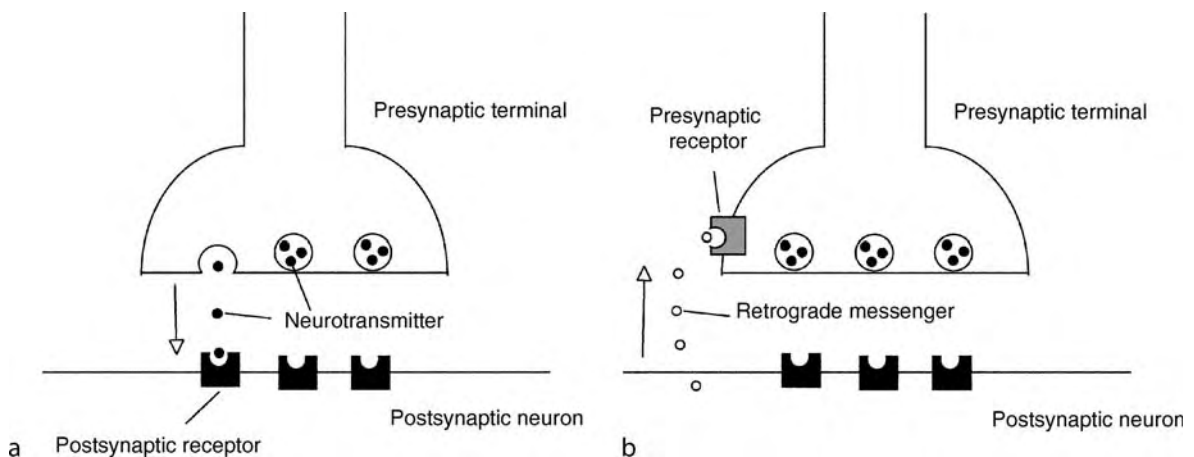 Presynaptic terminal
Neurotransmitter
Postsynaptic neuron
Postsynaptic receptor
a
Presynaptic
receptor
Presynaptic terminal
Retrograde messenger
Postsynaptic neuron
b